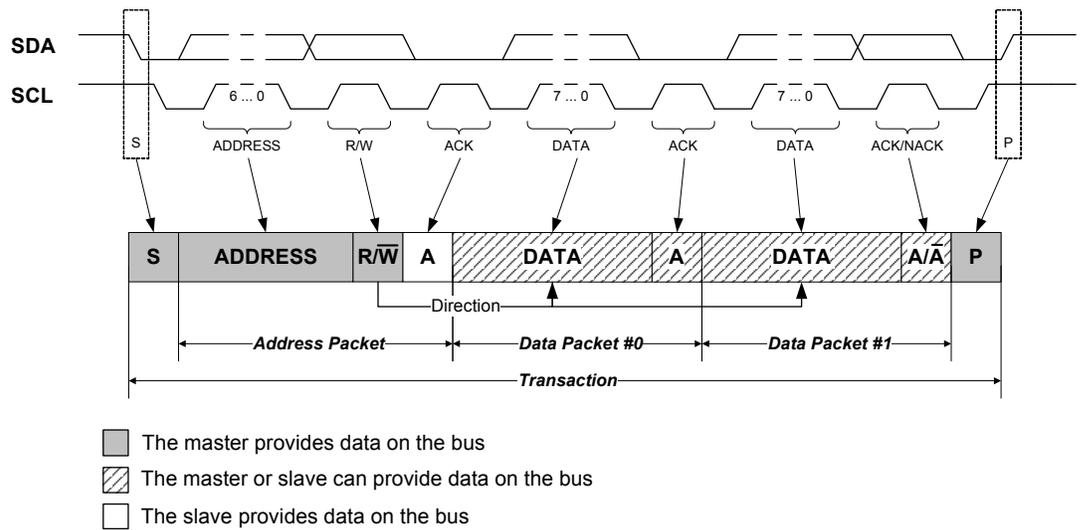 SDA
SCL
6 ... 0
7 ... 0
7 ... 0
S
ADDRESS
R/W
ACK
DATA
ACK
DATA
ACK/NACK
P
S
ADDRESS
R/W̅
A
DATA
A
DATA
A/A̅
P
Direction
Address Packet
Data Packet #0
Data Packet #1
Transaction
The master provides data on the bus
The master or slave can provide data on the bus
The slave provides data on the bus